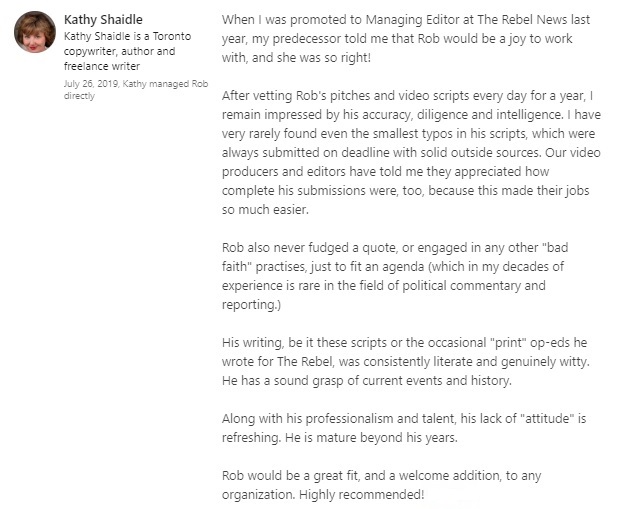 Kathy Shaidle
Kathy Shaidle is a Toronto
copywriter, author and
freelance writer
July 26, 2019, Kathy managed Rob
directly
When I was promoted to Managing Editor at The Rebel News last
year, my predecessor told me that Rob would be a joy to work
with, and she was so right!
After vetting Rob's pitches and video scripts every day for a year, I
remain impressed by his accuracy, diligence and intelligence. I have
very rarely found even the smallest typos in his scripts, which were
always submitted on deadline with solid outside sources. Our video
producers and editors have told me they appreciated how
complete his submissions were, too, because this made their jobs
so much easier.
Rob also never fudged a quote, or engaged in any other "bad
faith" practises, just to fit an agenda (which in my decades of
experience is rare in the field of political commentary and
reporting.)
His writing, be it these scripts or the occasional "print" op-eds he
wrote for The Rebel, was consistently literate and genuinely witty.
He has a sound grasp of current events and history.
Along with his professionalism and talent, his lack of "attitude" is
refreshing. He is mature beyond his years.
Rob would be a great fit, and a welcome addition, to any
organization. Highly recommended!